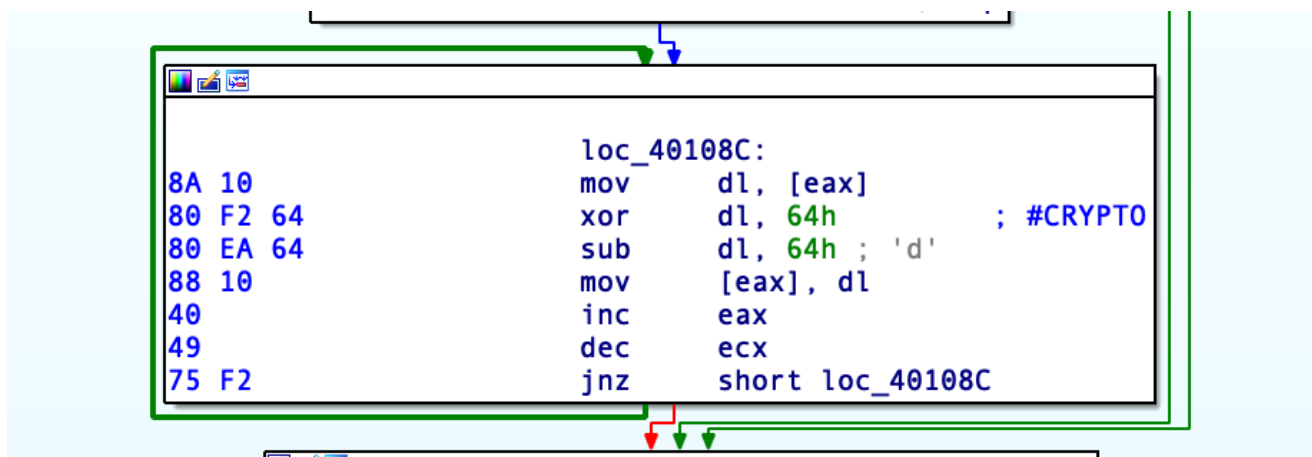 loc_40108C:
8A 10 mov dl, [eax]
80 F2 64 xor dl, 64h ; #CRYPTO
80 EA 64 sub dl, 64h ; 'd'
88 10 mov [eax], dl
40 inc eax
49 dec ecx
75 F2 jnz short loc_40108C